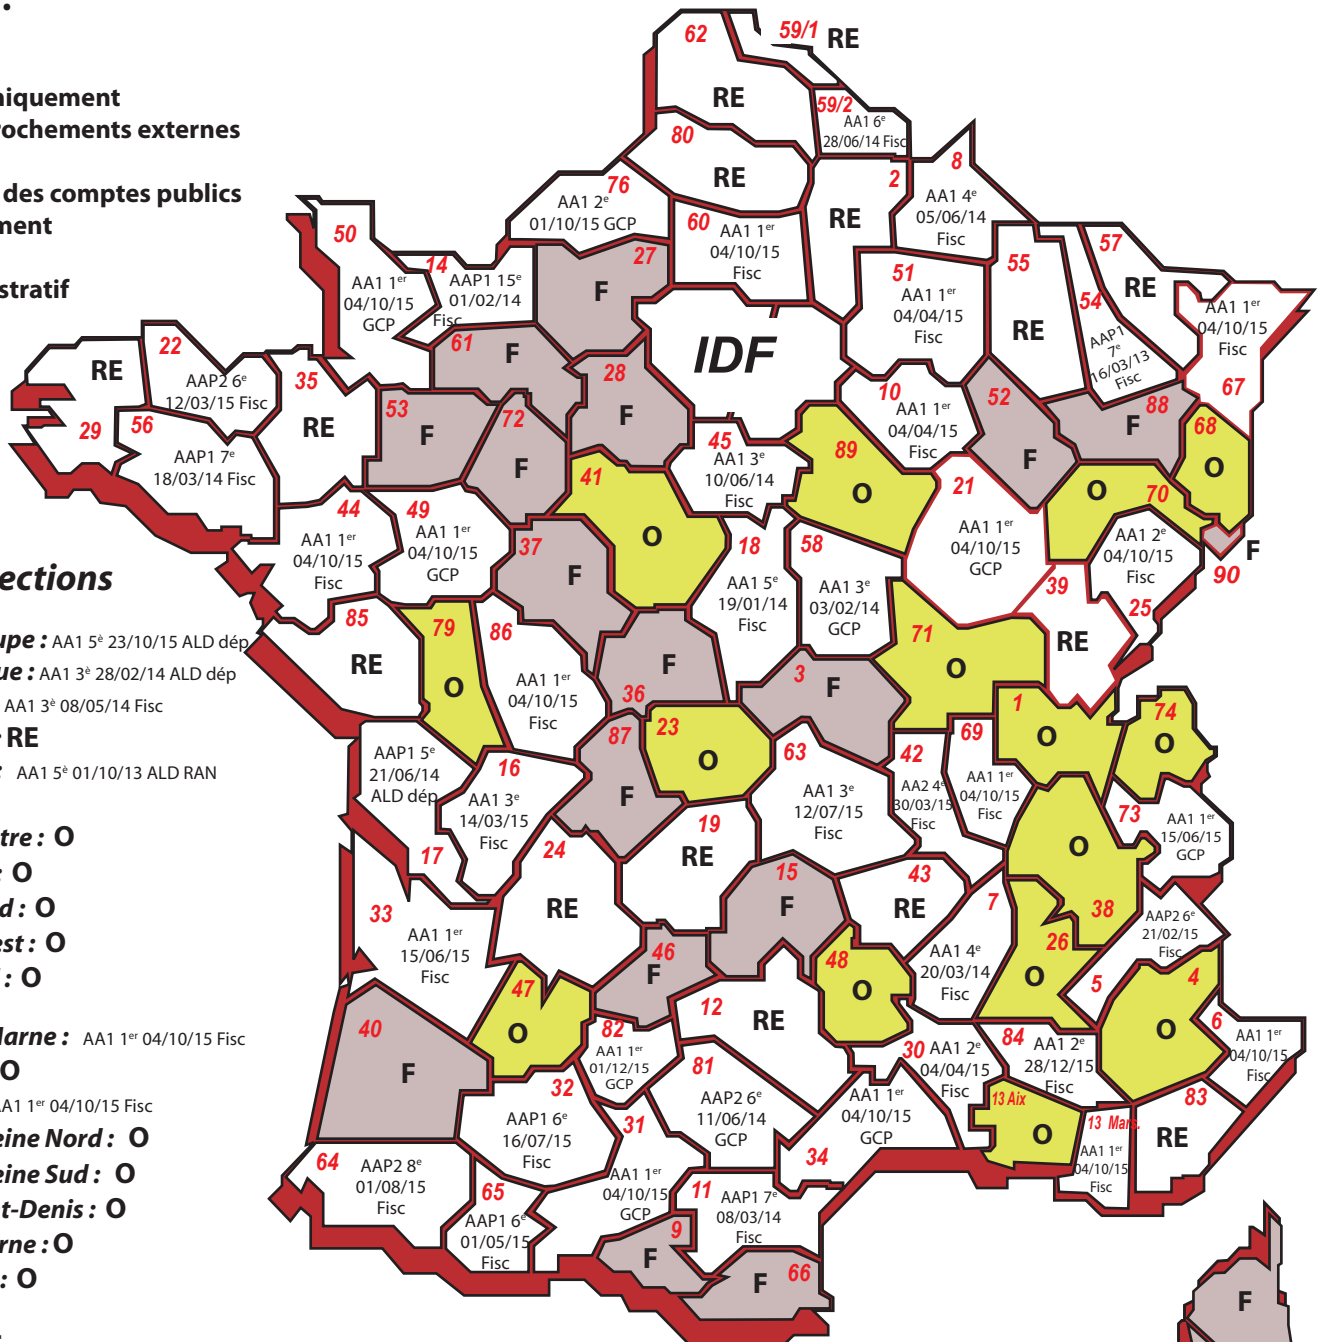 :
niquement
rochements externes
des comptes publics
ment
stratif
ections
upe : AA1 5è 23/10/15 ALD dép
ue : AA1 3è 28/02/14 ALD dép
AA1 3è 08/05/14 Fisc
RE
: AA1 5è 01/10/13 ALD RAN
tre : O
: O
d : O
est : O
l : O
Marne : AA1 1er 04/10/15 Fisc
O
AA1 1er 04/10/15 Fisc
eine Nord : O
eine Sud : O
t-Denis : O
rne : O
: O
62
RE
59/1 RE
59/2
AA1 6e
28/06/14 Fisc
80
RE
76
AA1 2e
01/10/15 GCP
60
AA1 1er
04/10/15
Fisc
2
RE
8
AA1 4e
05/06/14
Fisc
50
AA1 1er
04/10/15
GCP
14
AAP1 15e
01/02/14
Fisc
27
F
51
AA1 1er
04/04/15
Fisc
55
RE
57
RE
54
AAP1
7e
16/03/13
Fisc
AA1 1er
04/10/15
Fisc
67
61
F
28
F
IDF
10
AA1 1er
04/04/15
Fisc
52
F
88
F
68
O
RE
29
22
AAP2 6e
12/03/15 Fisc
56
AAP1 7e
18/03/14 Fisc
35
RE
53
F
72
F
41
O
45
AA1 3e
10/06/14
Fisc
89
O
21
AA1 1er
04/10/15
GCP
O
70
AA1 2e
04/10/15
Fisc
25
F
90
44
AA1 1er
04/10/15
Fisc
49
AA1 1er
04/10/15
GCP
37
F
18
AA1 5e
19/01/14
Fisc
58
AA1 3e
03/02/14
GCP
39
RE
85
RE
79
O
86
AA1 1er
04/10/15
Fisc
F
36
3
F
71
O
1
O
74
O
AAP1 5e
21/06/14
ALD dép
17
16
AA1 3e
14/03/15
Fisc
87
F
23
O
63
AA1 3e
12/07/15
Fisc
42
AA2 4e
30/03/15
Fisc
69
AA1 1er
04/10/15
Fisc
73
AA1 1er
15/06/15
GCP
24
RE
19
RE
15
F
43
RE
O
38
33
AA1 1er
15/06/15
Fisc
46
F
48
O
7
AA1 4e
20/03/14
Fisc
26
O
AAP2 6e
21/02/15
Fisc
5
47
O
40
F
82
AA1 1er
01/12/15
GCP
12
RE
30
AA1 2e
04/04/15
Fisc
84
AA1 2e
28/12/15
Fisc
4
O
6
AA1 1er
04/10/15
Fisc
32
AAP1 6e
16/07/15
Fisc
81
AAP2 6e
11/06/14
GCP
AA1 1er
04/10/15
GCP
34
13 Aix
O
13 Mars.
AA1 1er
04/10/15
Fisc
83
RE
64
AAP2 8e
01/08/15
Fisc
65
AAP1 6e
01/05/15
Fisc
31
AA1 1er
04/10/15
GCP
11
AAP1 7e
08/03/14
Fisc
9
F
F
66
F